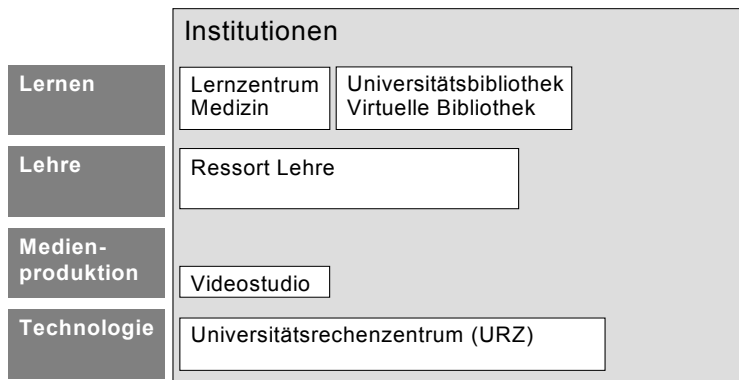 Institutionen
Lernen
Lernzentrum
Medizin
Universitätsbibliothek
Virtuelle Bibliothek
Lehre
Ressort Lehre
Medien-
produktion
Videostudio
Technologie
Universitätsrechenzentrum (URZ)